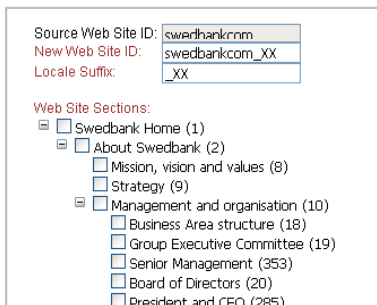 Source Web Site ID: swedbankcom
New Web Site ID: swedbankcom_XX
Locale Suffix: _XX
Web Site Sections:
Swedbank Home (1)
About Swedbank (2)
Mission, vision and values (8)
Strategy (9)
Management and organisation (10)
Business Area structure (18)
Group Executive Committee (19)
Senior Management (353)
Board of Directors (20)
President and CEO (285)